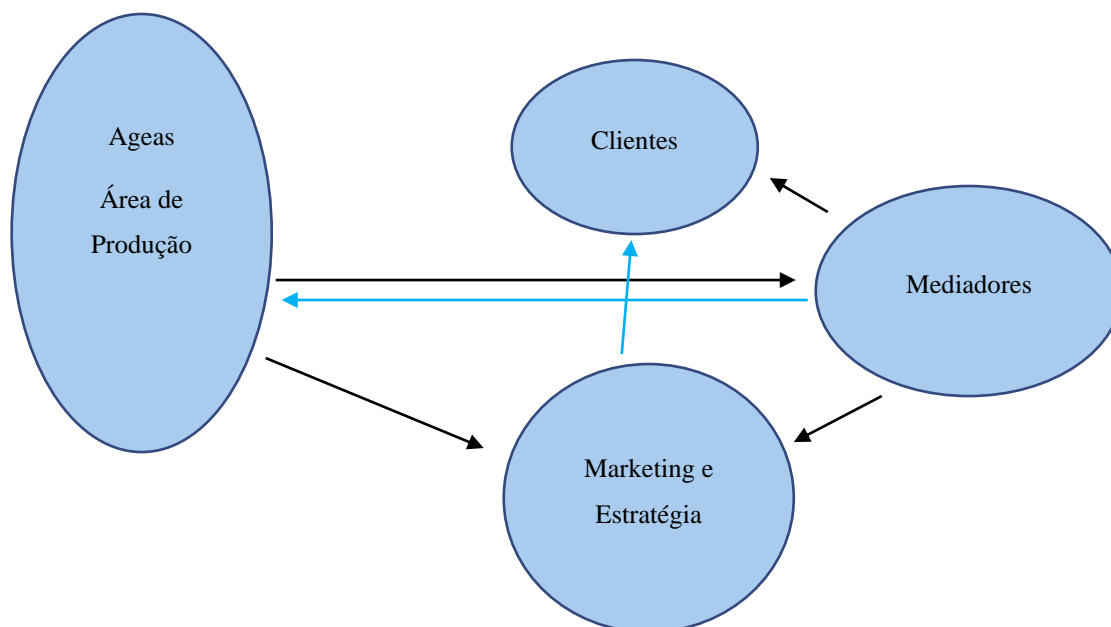 Ageas
Área de
Produção
Clientes
Mediadores
Marketing e
Estratégia